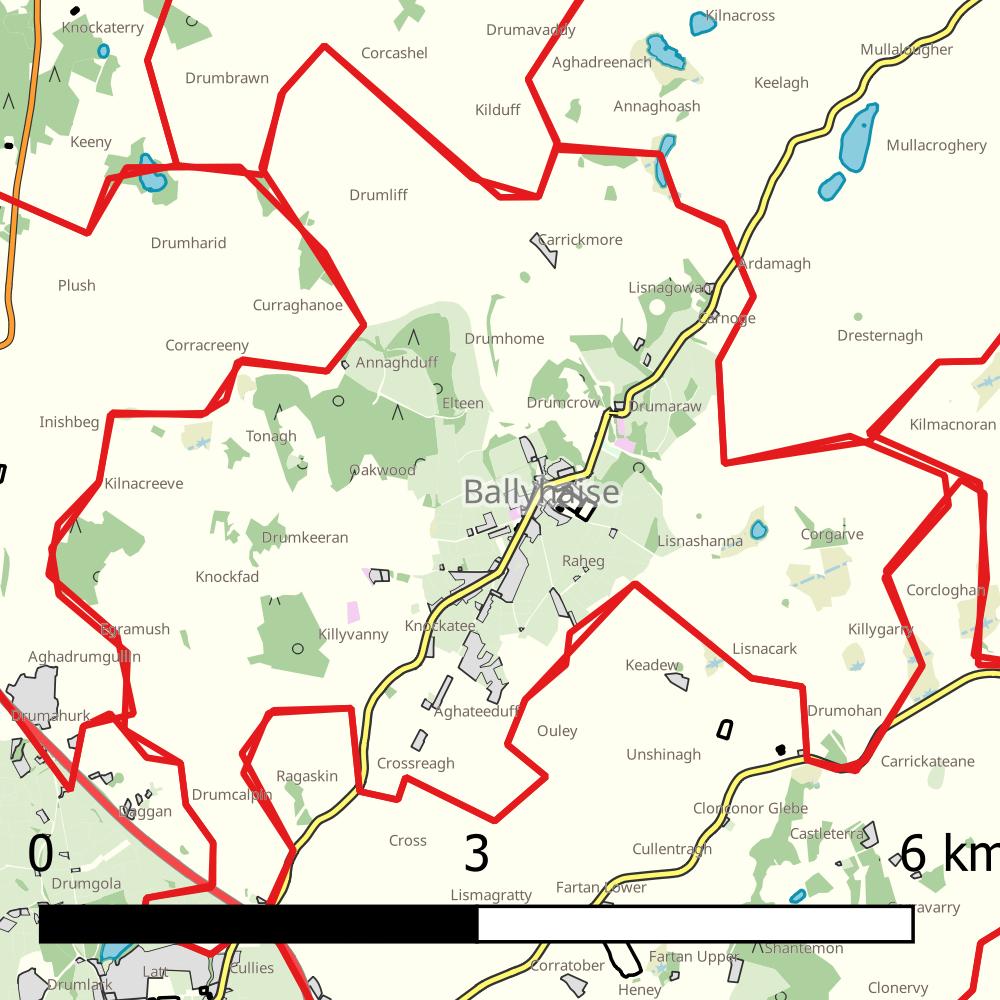 Kilnacross
Knockaterry
Drumavaddy
Mullalougher
Corcashel
Aghadreenach
Drumbrawn
Keelagh
Annaghoash
Kilduff
Keeny
Mullacroghery
Drumliff
Drumharid
Carrickmore
Ardamagh
Plush
Lisnagowan
Curraghanoe
Carnoge
Dresternagh
Drumhome
Corracreeny
Annaghduff
Elteen
Drumcrow
Drumaraw
Inishbeg
Kilmacnoran
Tonagh
Oakwood
Kilnacreeve
Ballyhaise
Drumkeeran
Lisnashanna
Corgarve
Raheg
Knockfad
Corcloghan
Egramush
Killyvanny
Knockatee
Killygarry
Lisnacark
Aghadrumgullin
Keadew
Drumahurk
Aghateeduff
Drumohan
Ouley
Unshinagh
Crossreagh
Carrickateane
Ragaskin
Drumcalpin
Daggan
Clonconor Glebe
Castleterra
Cross
Cullentragh
0
3
6 km
Drumgola
Lismagratty
Fartan Lower
Shantemon
Fartan Upper
Latt
Cullies
Corratober
Drumlark
Heney
Clonervy